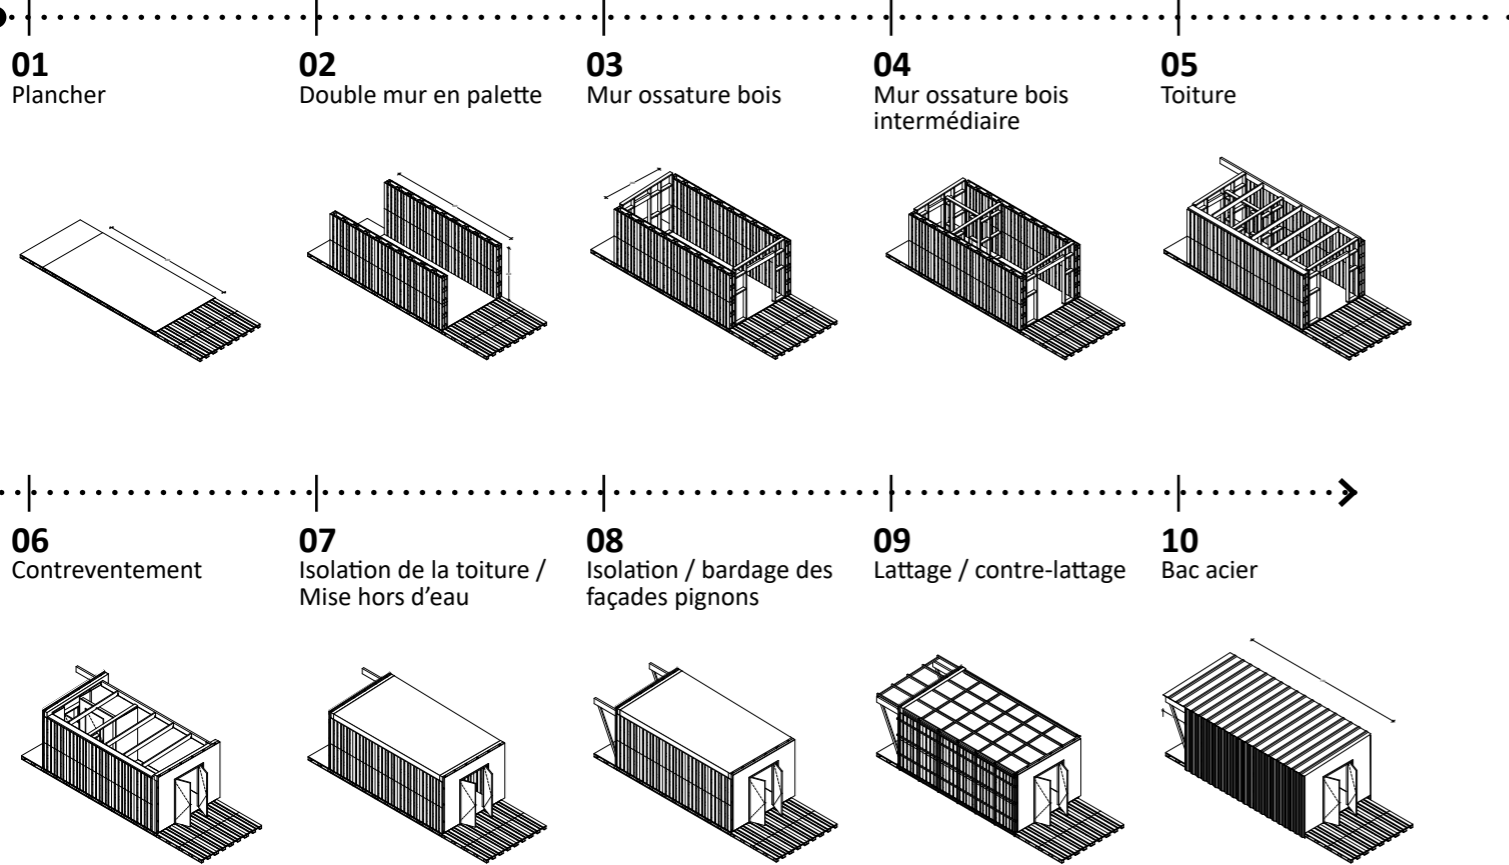 01
Plancher
02
Double mur en palette
03
Mur ossature bois
04
Mur ossature bois
intermédiaire
05
Toiture
06
Contreventement
07
Isolation de la toiture /
Mise hors d'eau
08
Isolation / bardage des
façades pignons
09
Lattage / contre-lattage
10
Bac acier